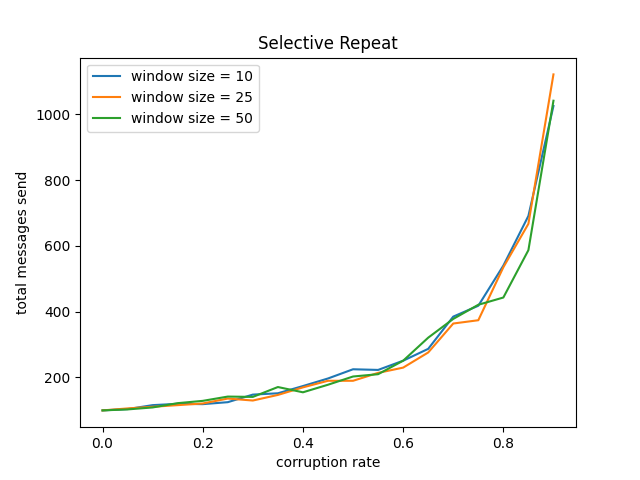 Selective Repeat
window size = 10
window size = 25
window size = 50
total messages send
1000
800
600
400
200
0.0 0.2 0.4 0.6 0.8
corruption rate